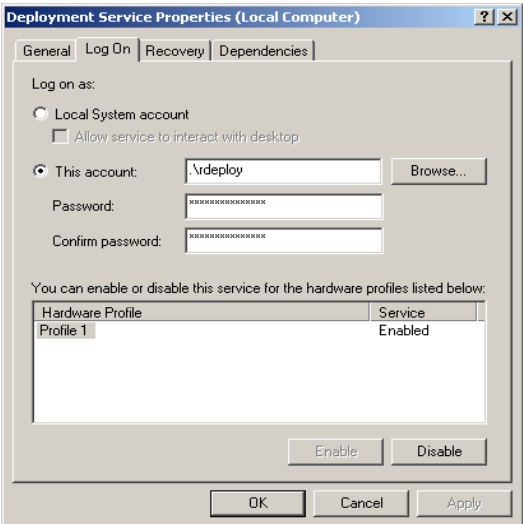 Deployment Service Properties (Local Computer)
General Log On Recovery Dependencies
Log on as:
Local System account
Allow service to interact with desktop
This account: .\rdeploy Browse...
Password: xxxxxxxxxxxxxxx
Confirm password: xxxxxxxxxxxxxxx
You can enable or disable this service for the hardware profiles listed below:
Hardware Profile Service
Profile 1 Enabled
Enable Disable
OK Cancel Apply